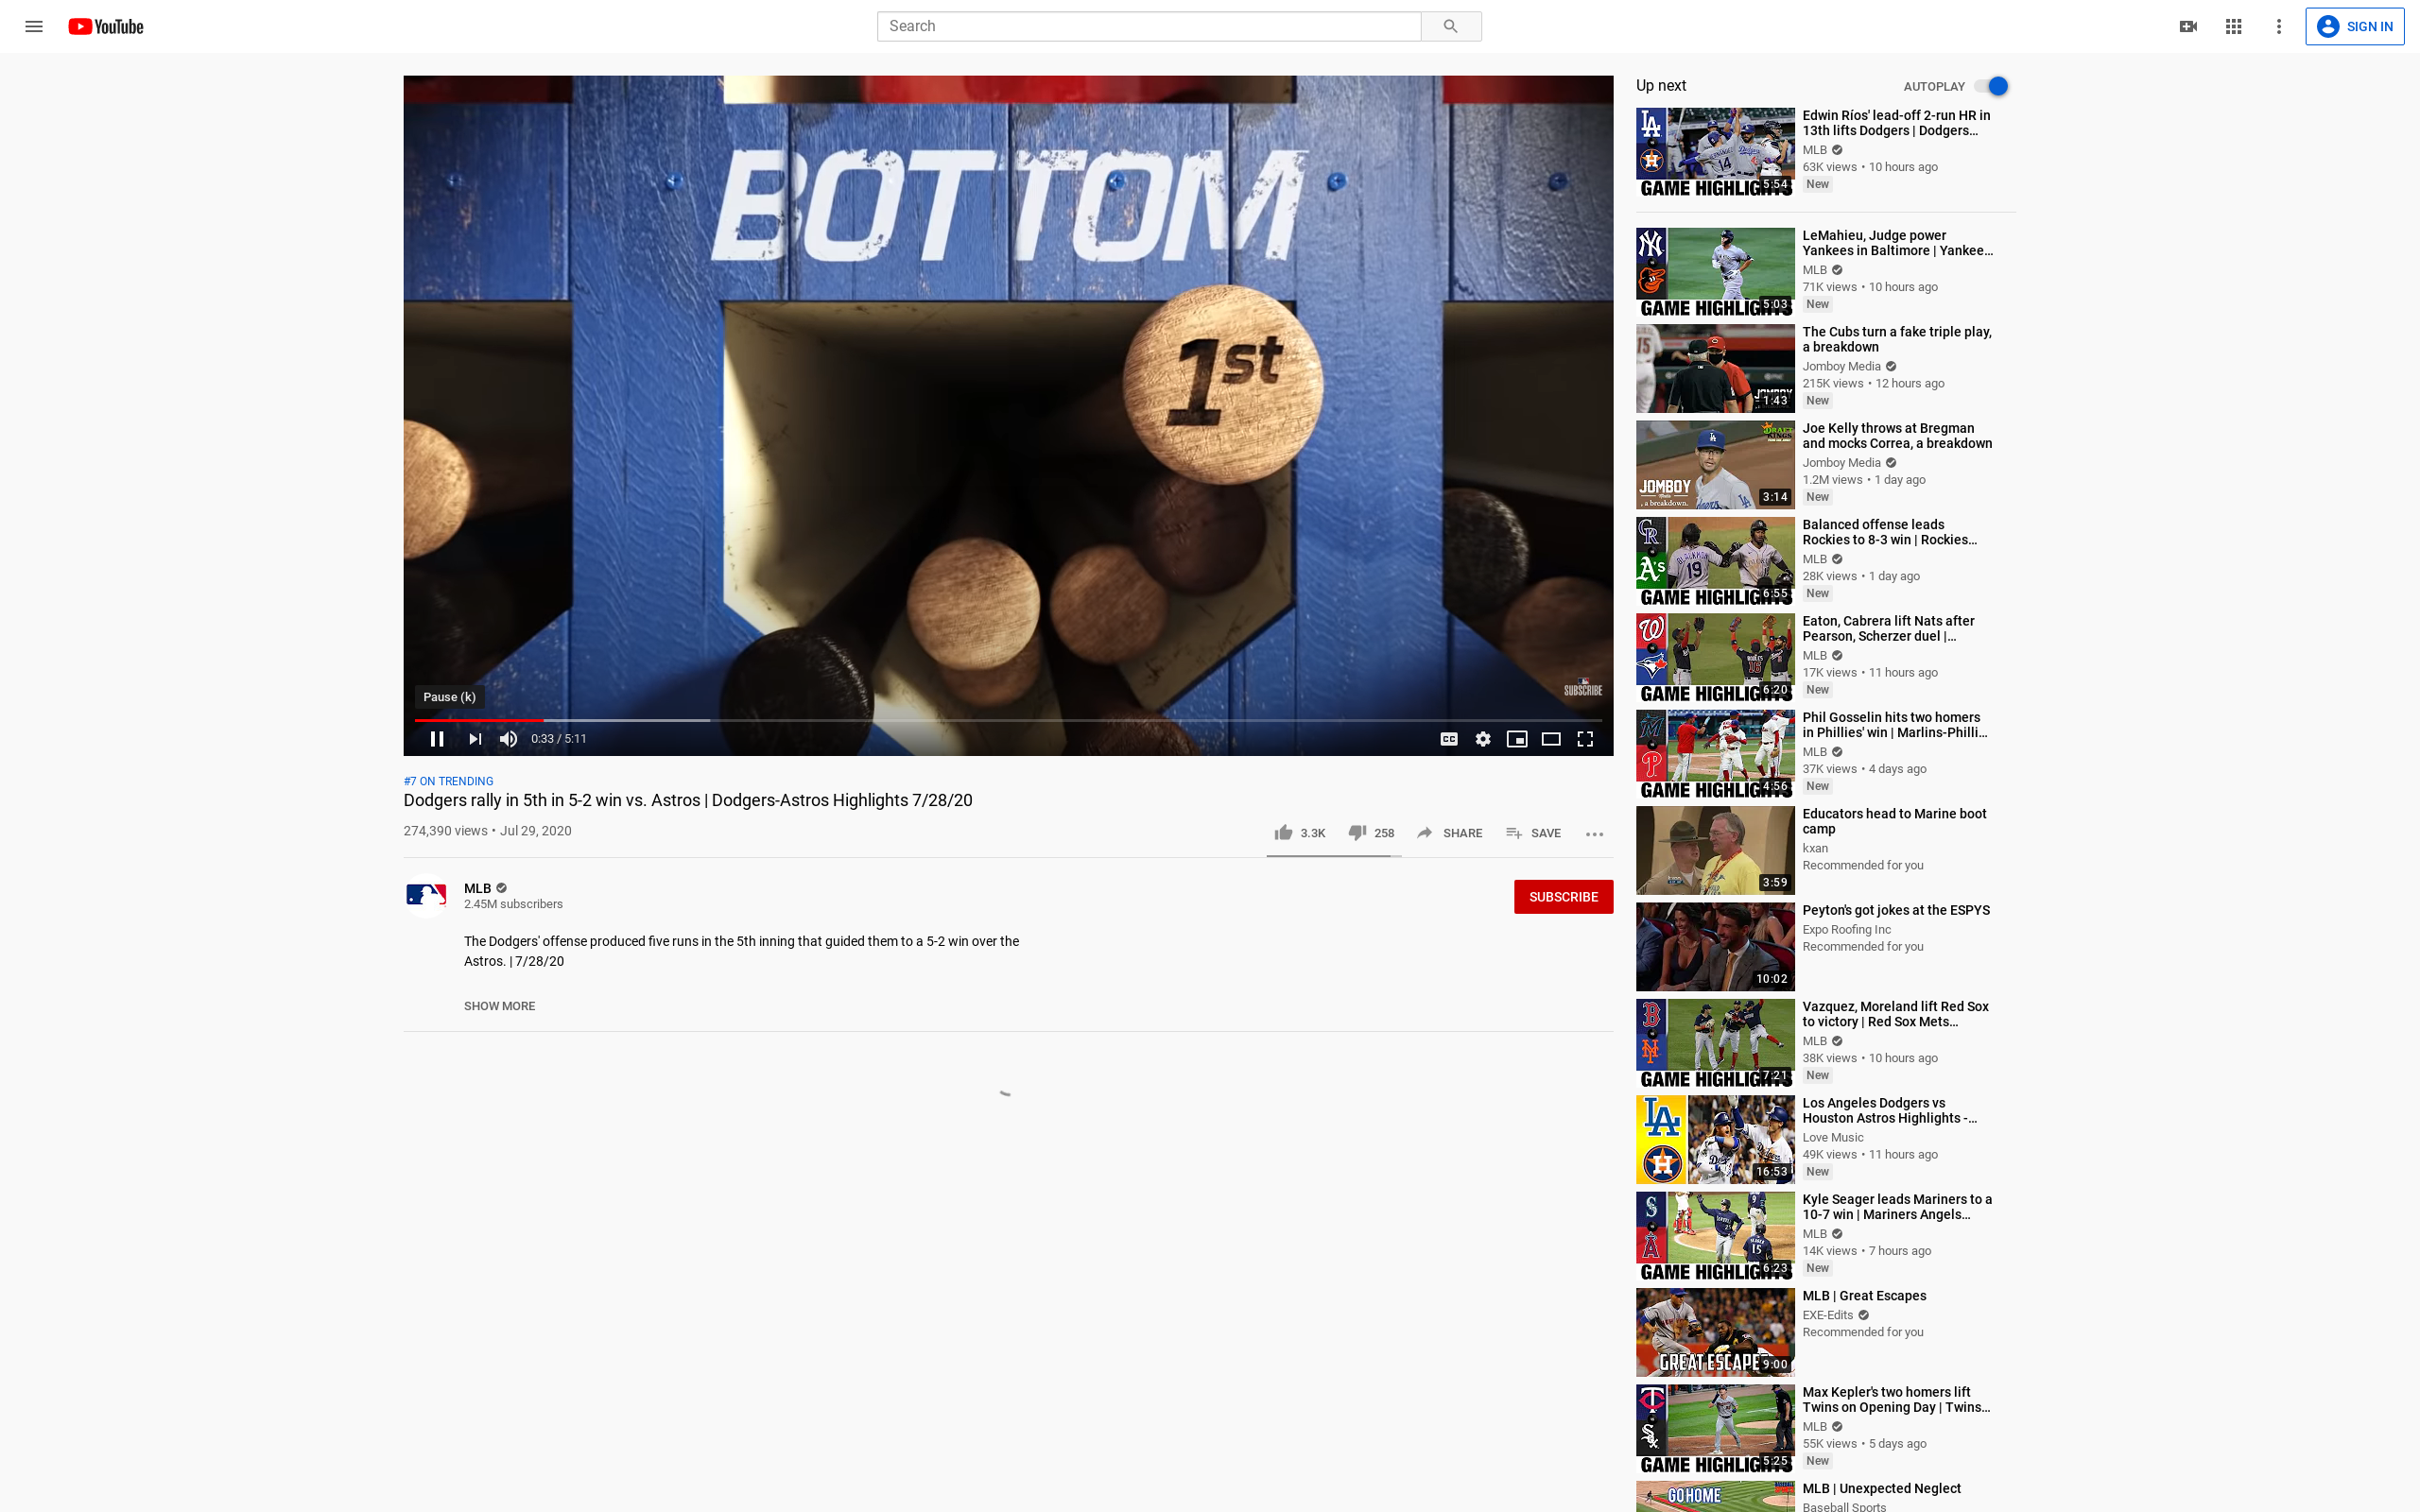 YouTube
Search
SIGN IN
BOTTOM
1st
SUBSCRIBE
Pause (k)
0:33 / 5:11
CC
#7 ON TRENDING
Dodgers rally in 5th in 5-2 win vs. Astros | Dodgers-Astros Highlights 7/28/20
274,390 views • Jul 29, 2020
3.3K
258
SHARE
SAVE
MLB
2.45M subscribers
SUBSCRIBE
The Dodgers' offense produced five runs in the 5th inning that guided them to a 5-2 win over the
Astros. | 7/28/20
SHOW MORE
Up next
AUTOPLAY
GAME HIGHLIGHTS
5:54
Edwin Ríos' lead-off 2-run HR in
13th lifts Dodgers | Dodgers…
MLB
63K views • 10 hours ago
New
GAME HIGHLIGHTS
5:03
LeMahieu, Judge power
Yankees in Baltimore | Yankee…
MLB
71K views • 10 hours ago
New
JOMBOY
1:43
The Cubs turn a fake triple play,
a breakdown
Jomboy Media
215K views • 12 hours ago
New
DRAFT
KINGS
JOMBOY
, a breakdown.
3:14
Joe Kelly throws at Bregman
and mocks Correa, a breakdown
Jomboy Media
1.2M views • 1 day ago
New
BLACKMON
19
GAME HIGHLIGHTS
6:55
Balanced offense leads
Rockies to 8-3 win | Rockies…
MLB
28K views • 1 day ago
New
ROBLES
16
GAME HIGHLIGHTS
6:20
Eaton, Cabrera lift Nats after
Pearson, Scherzer duel |…
MLB
17K views • 11 hours ago
New
GAME HIGHLIGHTS
4:56
Phil Gosselin hits two homers
in Phillies' win | Marlins-Philli…
MLB
37K views • 4 days ago
New
3:59
Educators head to Marine boot
camp
kxan
Recommended for you
10:02
Peyton's got jokes at the ESPYS
Expo Roofing Inc
Recommended for you
GAME HIGHLIGHTS
7:21
Vazquez, Moreland lift Red Sox
to victory | Red Sox Mets…
MLB
38K views • 10 hours ago
New
LA
H
16:53
Los Angeles Dodgers vs
Houston Astros Highlights -…
Love Music
49K views • 11 hours ago
New
9
15
GAME HIGHLIGHTS
6:23
Kyle Seager leads Mariners to a
10-7 win | Mariners Angels…
MLB
14K views • 7 hours ago
New
GREAT ESCAPES
9:00
MLB | Great Escapes
EXE-Edits
Recommended for you
GAME HIGHLIGHTS
5:25
Max Kepler's two homers lift
Twins on Opening Day | Twins…
MLB
55K views • 5 days ago
New
GO HOME
MLB | Unexpected Neglect
Baseball Sports